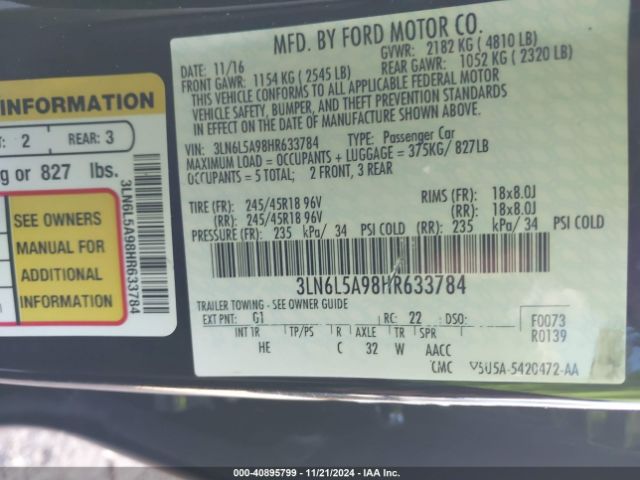 INFORMATION
2 REAR: 3
g or 827 lbs.
SEE OWNERS
MANUAL FOR
ADDITIONAL
INFORMATION
3LN6L5A98HR633784
MFD. BY FORD MOTOR CO.
DATE: 11/16 GVWR: 2182 KG ( 4810 LB)
FRONT GAWR: 1154 KG ( 2545 LB) REAR GAWR: 1052 KG ( 2320 LB)
THIS VEHICLE CONFORMS TO ALL APPLICABLE FEDERAL MOTOR
VEHICLE SAFETY, BUMPER, AND THEFT PREVENTION STANDARDS
IN EFFECT ON THE DATE OF MANUFACTURE SHOWN ABOVE.
VIN: 3LN6L5A98HR633784 TYPE: Passenger Car
MAXIMUM LOAD = OCCUPANTS + LUGGAGE = 375KG/ 827LB
OCCUPANTS = 5 TOTAL; 2 FRONT, 3 REAR
TIRE (FR): 245/45R18 96V RIMS (FR): 18x8.0J
(RR): 245/45R18 96V (RR): 18x8.0J
PRESSURE (FR): 235 kPa/ 34 PSI COLD (RR): 235 kPa/ 34 PSI COLD
3LN6L5A98HR633784
TRAILER TOWING - SEE OWNER GUIDE
EXT PNT: G1 RC: 22 DSO: F0073
INT TR TP/PS R AXLE TR SPR R0139
HE C 32 W AACC
CMC V5U5A-5420472-AA
© COPY: 40895799 - 11/21/2024 - IAA Inc.